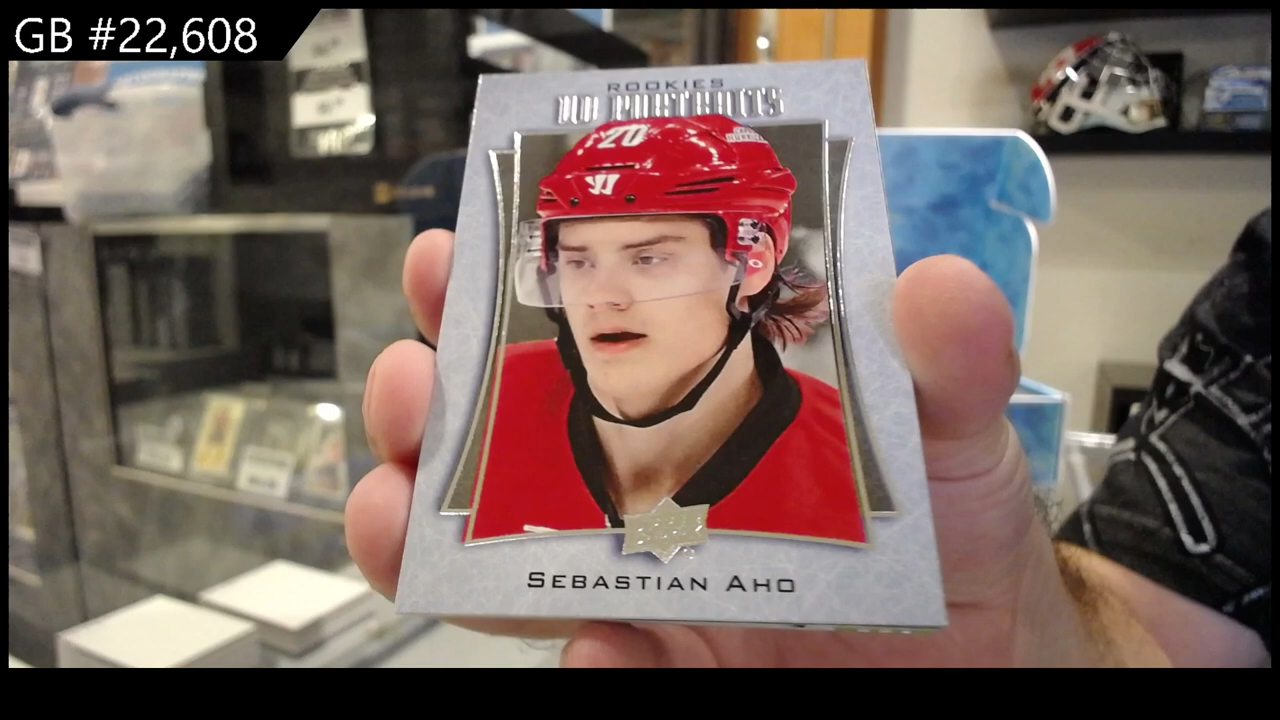 GB #22,608
ROOKIES
UD PORTRAITS
20
SEBASTIAN AHO